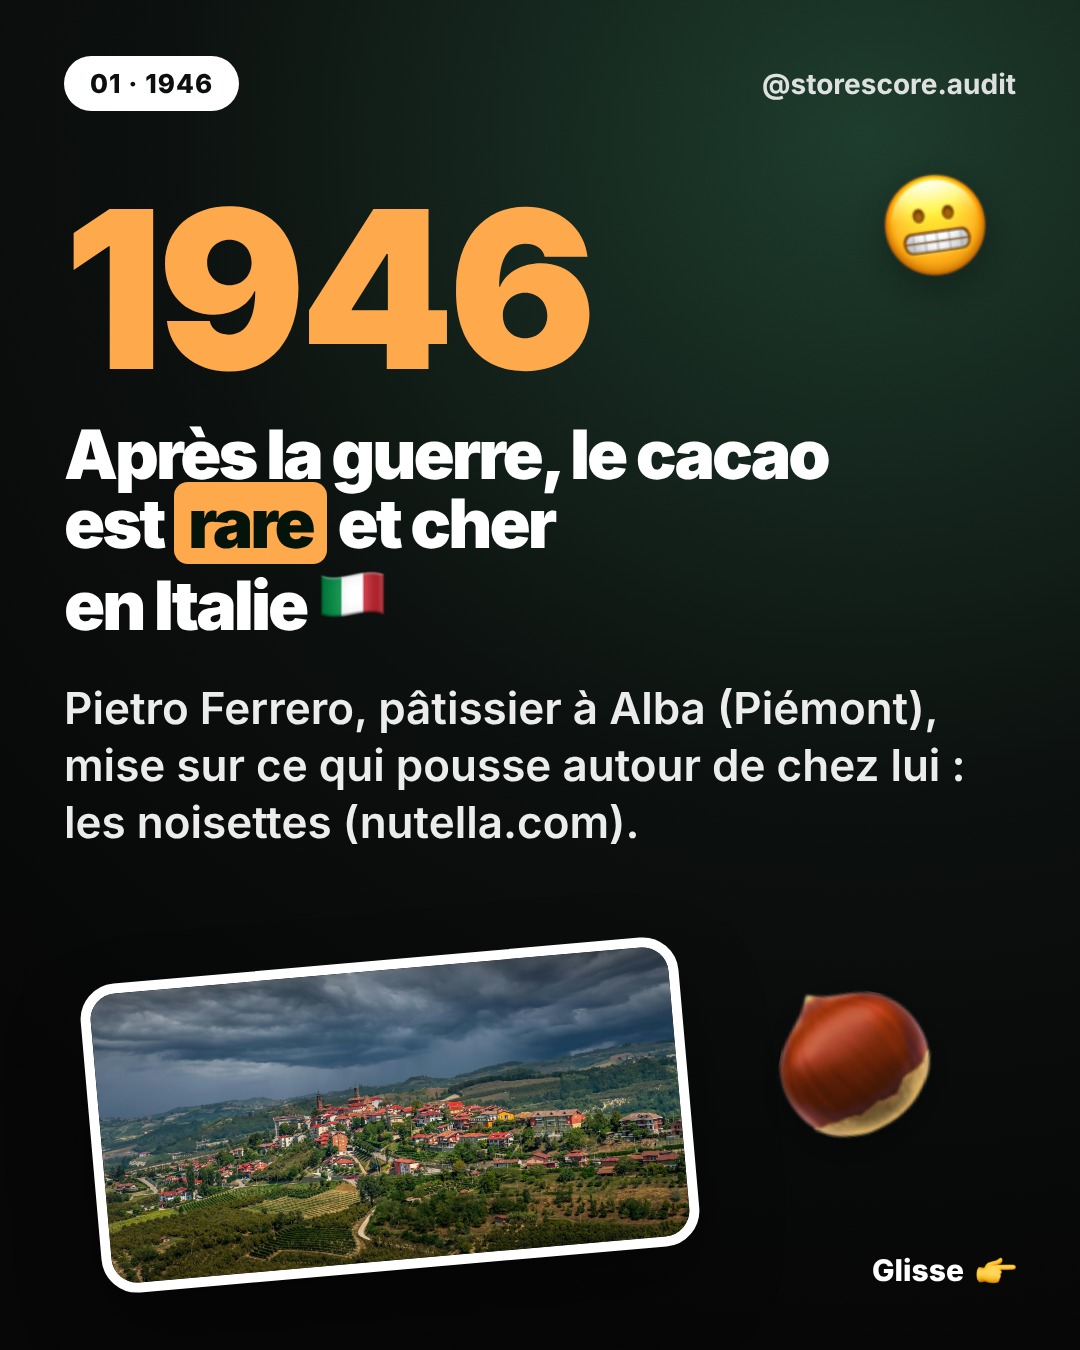 01 · 1946
@storescore.audit
1946
Après la guerre, le cacao
est rare et cher
en Italie
Pietro Ferrero, pâtissier à Alba (Piémont),
mise sur ce qui pousse autour de chez lui :
les noisettes (nutella.com).
Glisse